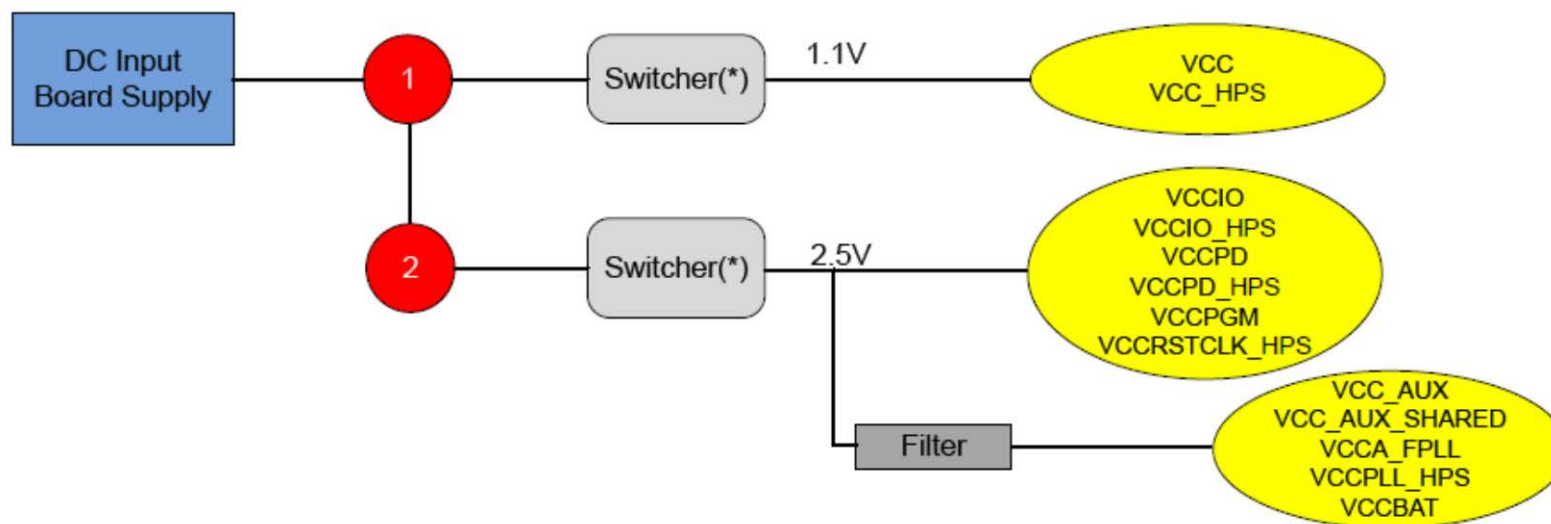 DC Input
Board Supply
1
Switcher(*)
1.1V
VCC
VCC_HPS
2
Switcher(*)
2.5V
VCCIO
VCCIO_HPS
VCCPD
VCCPD_HPS
VCCPGM
VCCRSTCLK_HPS
Filter
VCC_AUX
VCC_AUX_SHARED
VCCA_FPLL
VCCPLL_HPS
VCCBAT